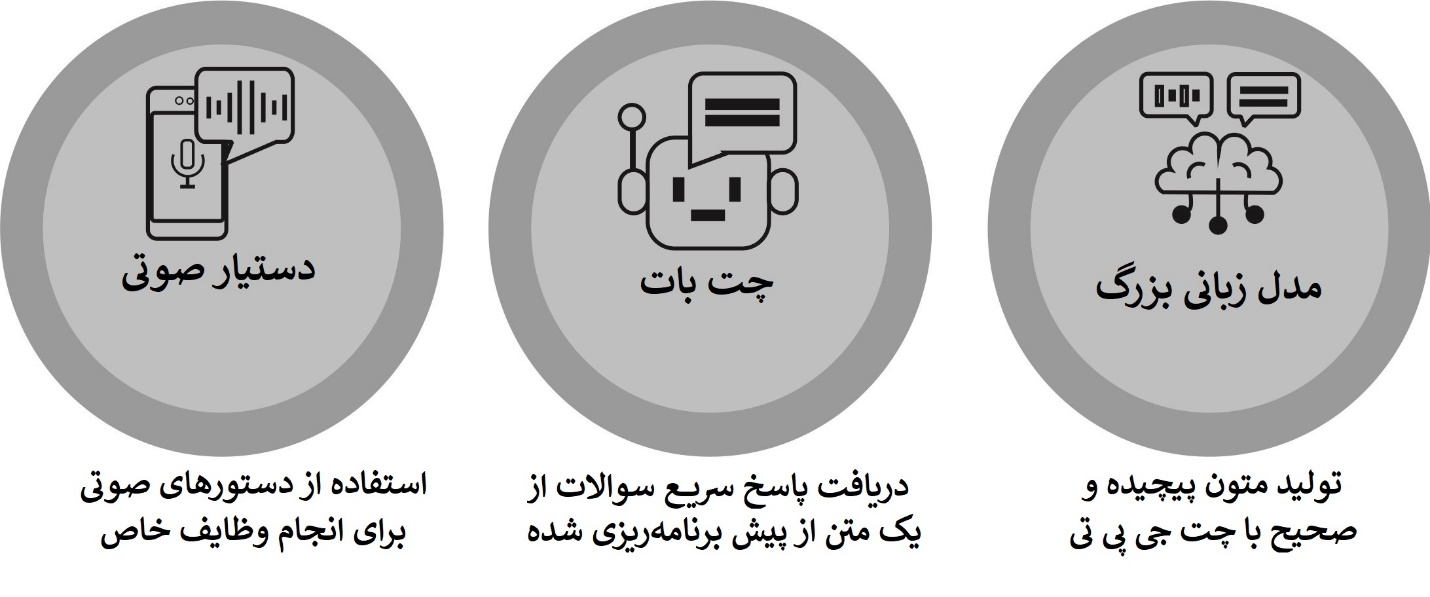 مدل زبانی بزرگ
تولید متون پیچیده و
صحیح با چت جی پی تی
چت بات
دریافت پاسخ سریع سوالات از
یک متن از پیش برنامه‌ریزی شده
دستیار صوتی
استفاده از دستورهای صوتی
برای انجام وظایف خاص